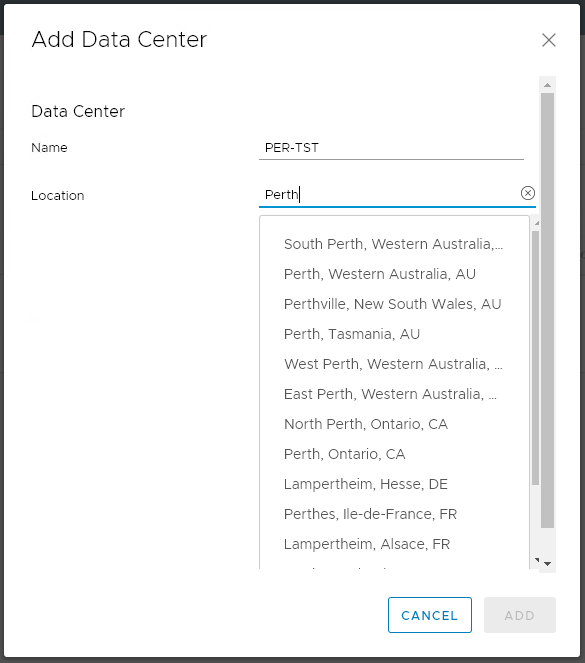 Add Data Center
Data Center
Name PER-TST
Location Perth
South Perth, Western Australia,...
Perth, Western Australia, AU
Perthville, New South Wales, AU
Perth, Tasmania, AU
West Perth, Western Australia, ...
East Perth, Western Australia, ...
North Perth, Ontario, CA
Perth, Ontario, CA
Lampertheim, Hesse, DE
Perthes, Ile-de-France, FR
Lampertheim, Alsace, FR
CANCEL ADD